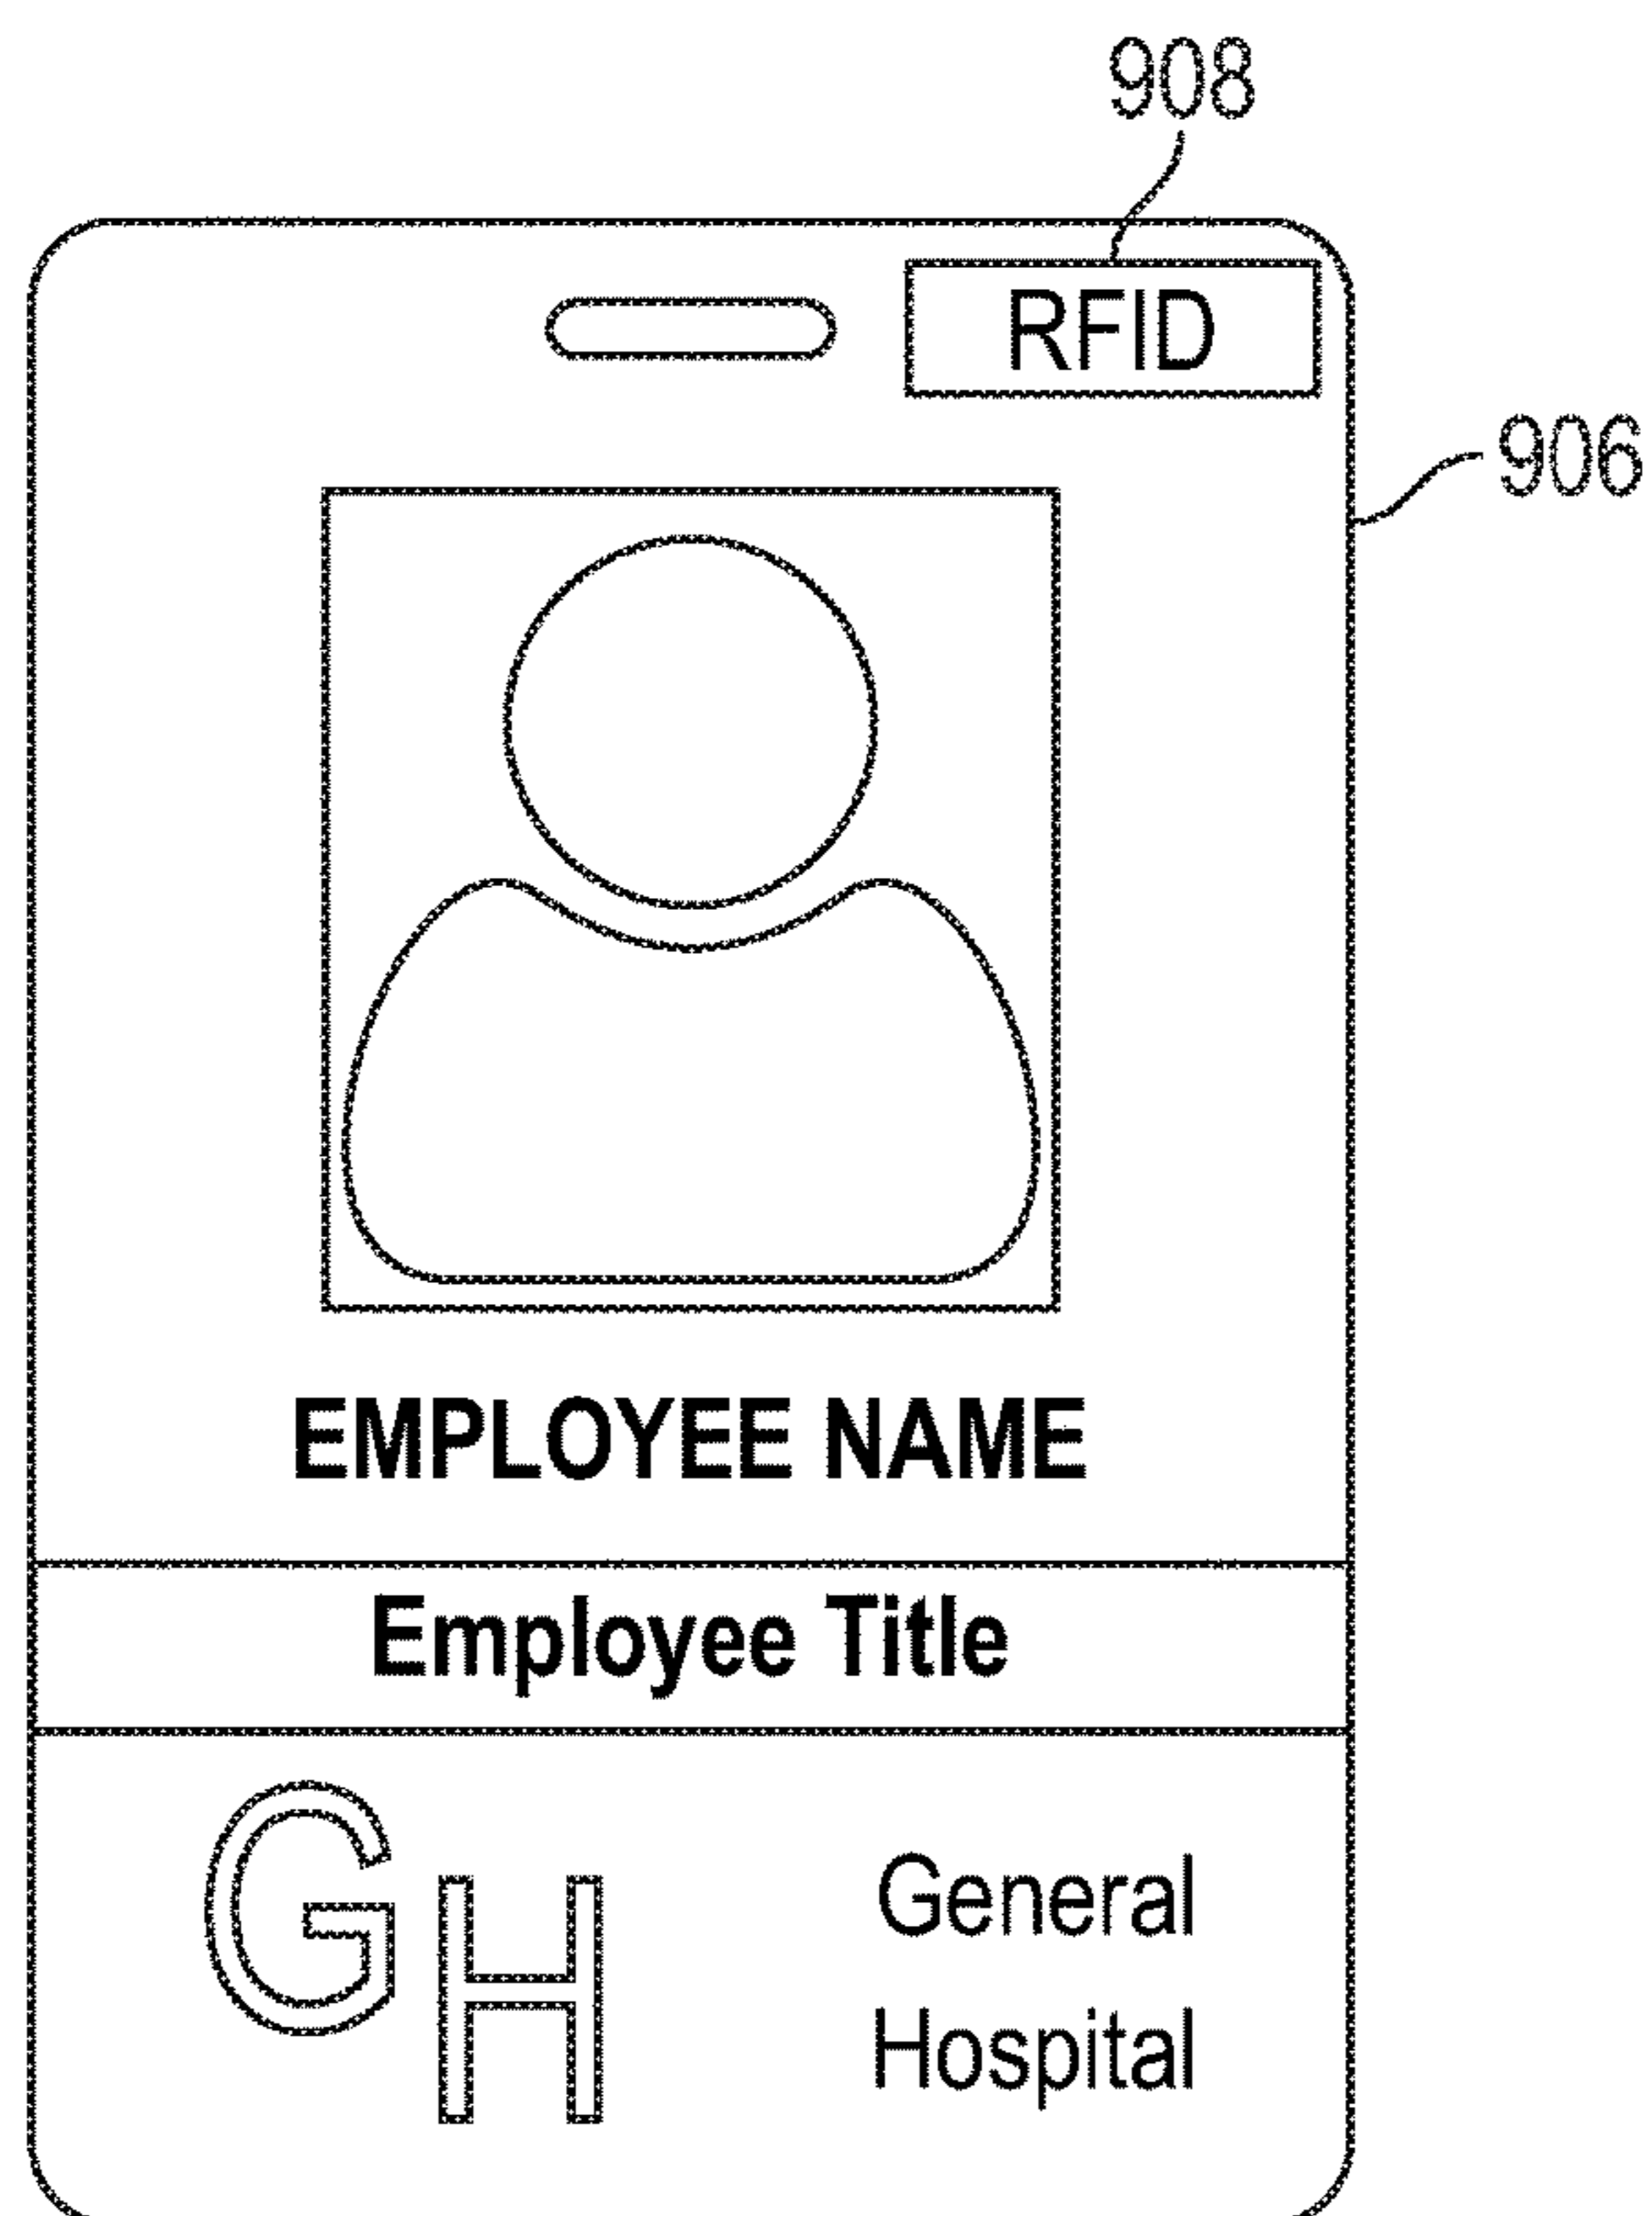 908
RFID
906
EMPLOYEE NAME
Employee Title
GH
General
Hospital